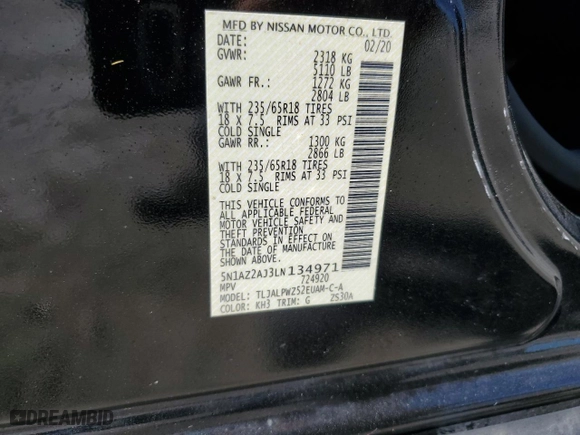 MFD BY NISSAN MOTOR CO., LTD.
DATE: 02/20
GVWR: 2318 KG
5110 LB
GAWR FR.: 1272 KG
2804 LB
WITH 235/65R18 TIRES
18 X 7.5 RIMS AT 33 PSI
COLD SINGLE
GAWR RR.: 1300 KG
2866 LB
WITH 235/65R18 TIRES
18 X 7.5 RIMS AT 33 PSI
COLD SINGLE
THIS VEHICLE CONFORMS TO
ALL APPLICABLE FEDERAL
MOTOR VEHICLE SAFETY AND
THEFT PREVENTION
STANDARDS IN EFFECT ON
THE DATE OF MANUFACTURE
SHOWN ABOVE.
5N1AZ2AJ3LN134971
MPV 724920
MODEL: TLJALPWZ52EUAM-C-A
COLOR: KH3 TRIM: G ZS30A
DREAMBID